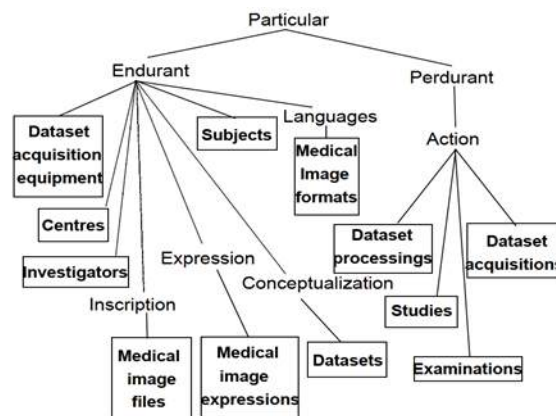 Particular
Endurant
Perdurant
Languages
Dataset
acquisition
equipment
Subjects
Medical
Image
formats
Action
Centres
Investigators
Expression
Conceptualization
Dataset
processings
Dataset
acquisitions
Inscription
Studies
Medical
image
files
Medical
image
expressions
Datasets
Examinations